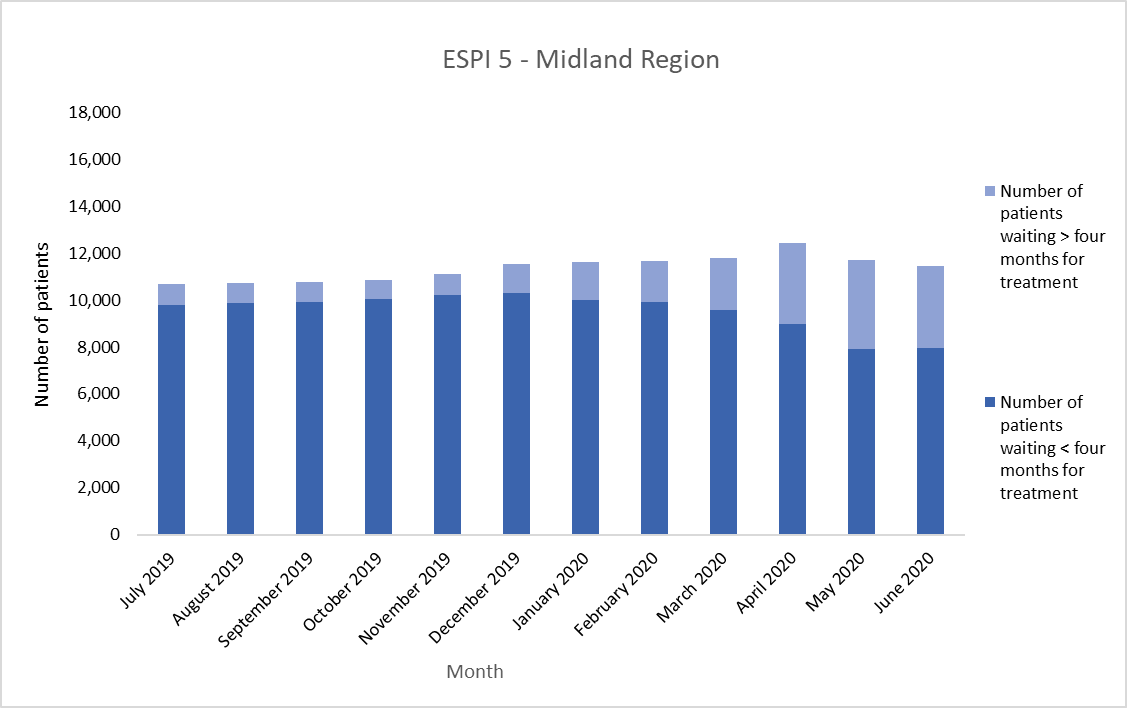 ESPI 5 - Midland Region
18,000
16,000
14,000
12,000
10,000
8,000
6,000
4,000
2,000
0
Number of patients
July 2019
August 2019
September 2019
October 2019
November 2019
December 2019
January 2020
February 2020
March 2020
April 2020
May 2020
June 2020
Month
Number of
patients
waiting > four
months for
treatment
Number of
patients
waiting < four
months for
treatment